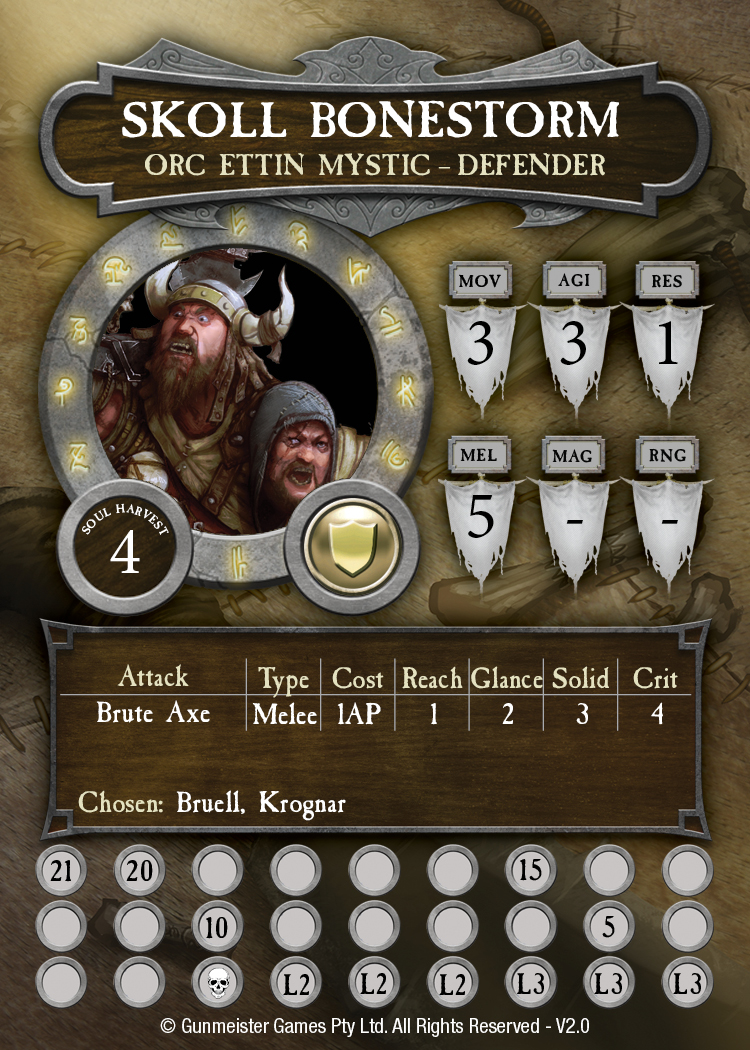 SKOLL BONESTORM
ORC ETTIN MYSTIC – DEFENDER
MOV AGI RES
3 3 1
MEL MAG RNG
5 - -
SOUL HARVEST
4
Attack Type Cost Reach Glance Solid Crit
Brute Axe Melee 1AP 1 2 3 4
Chosen: Bruell, Krognar
21 20 15
10 5
L2 L2 L2 L3 L3 L3
© Gunmeister Games Pty Ltd. All Rights Reserved - V2.0